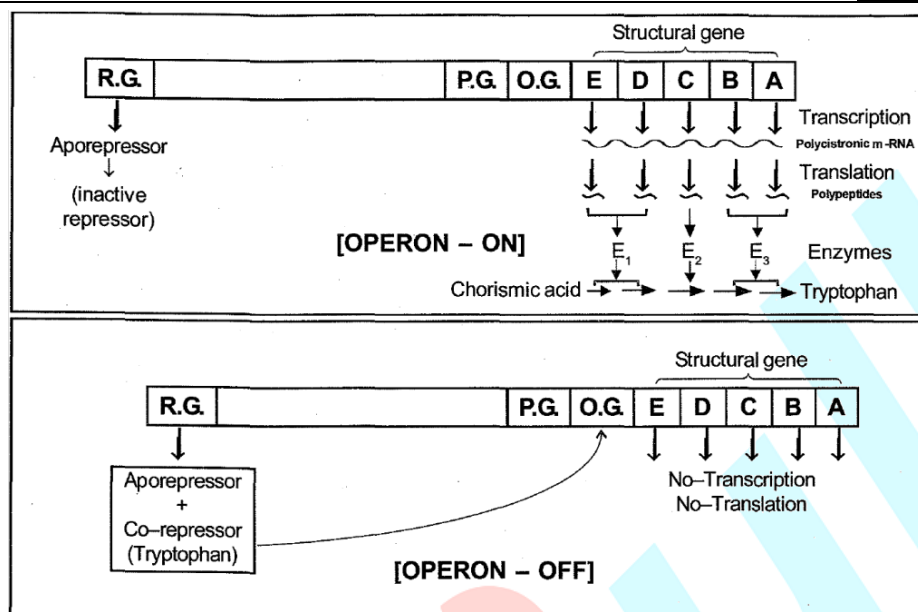 Structural gene
R.G. P.G. O.G. E D C B A
Transcription
Aporepressor
Polycistronic m-RNA
Translation
(inactive
repressor)
Polypeptides
[OPERON – ON]
E1 E2 E3 Enzymes
Chorismic acid Tryptophan
Structural gene
R.G. P.G. O.G. E D C B A
Aporepressor
+
Co–repressor
(Tryptophan)
No–Transcription
No–Translation
[OPERON – OFF]